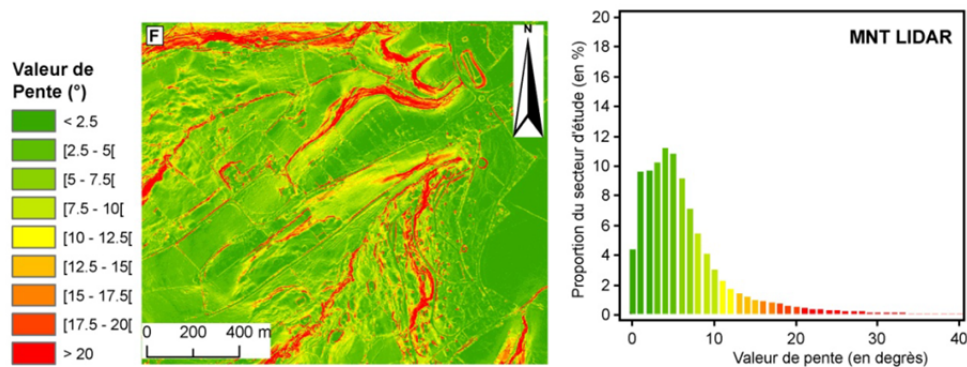 Valeur de
Pente (°)
< 2.5
[2.5 - 5[
[5 - 7.5[
[7.5 - 10[
[10 - 12.5[
[12.5 - 15[
[15 - 17.5[
[17.5 - 20[
> 20
F
N
0 200 400 m
MNT LIDAR
Proportion du secteur d'étude (en %)
20
18
16
14
12
10
8
6
4
2
0
0 10 20 30 40
Valeur de pente (en degrès)